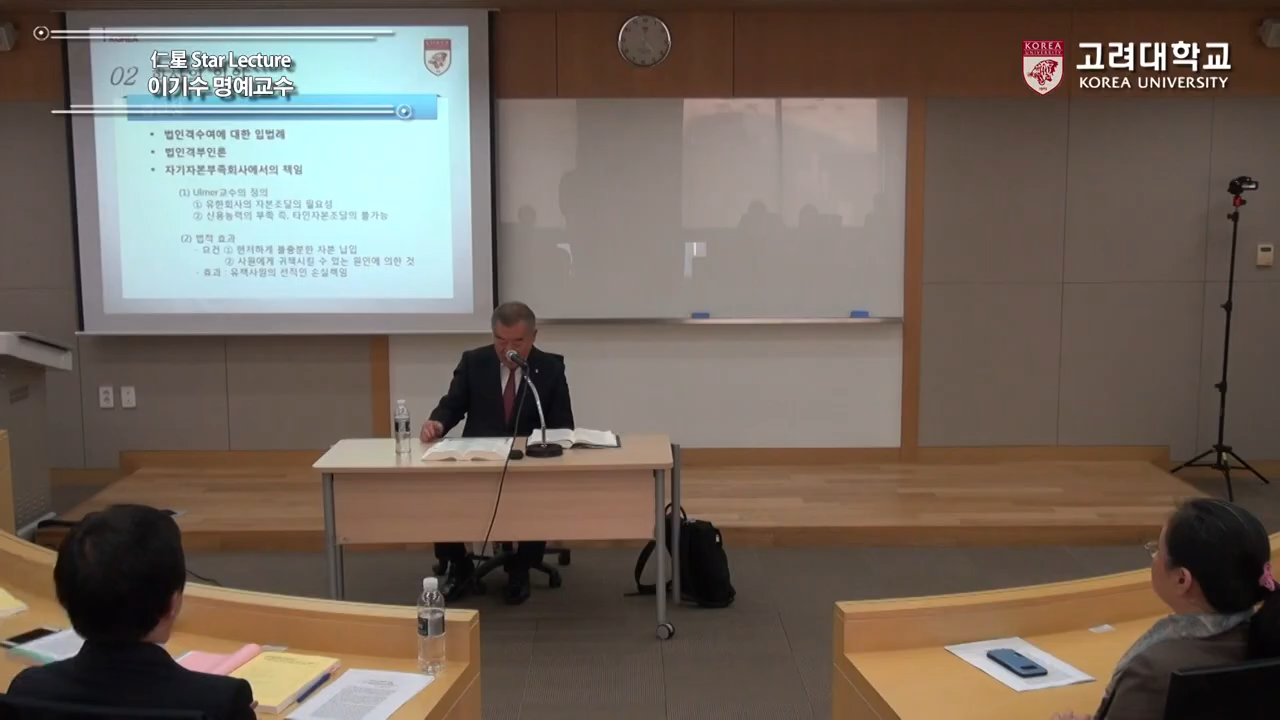 仁星 Star Lecture
이기수 명예교수
KOREA
02
• 법인격수여에 대한 입법례
• 법인격부인론
• 자기자본부족회사에서의 책임
(1) Ulmer교수의 정의
① 유한회사의 자본조달의 필요성
② 신용능력의 부족 즉, 타인자본조달의 불가능
(2) 법적 효과
- 요건 ① 현저하게 불충분한 자본 납입
② 사원에게 귀책시킬 수 있는 원인에 의한 것
- 효과 : 유책사원의 전적인 손실책임
KOREA
UNIVERSITY
고려대학교
KOREA UNIVERSITY